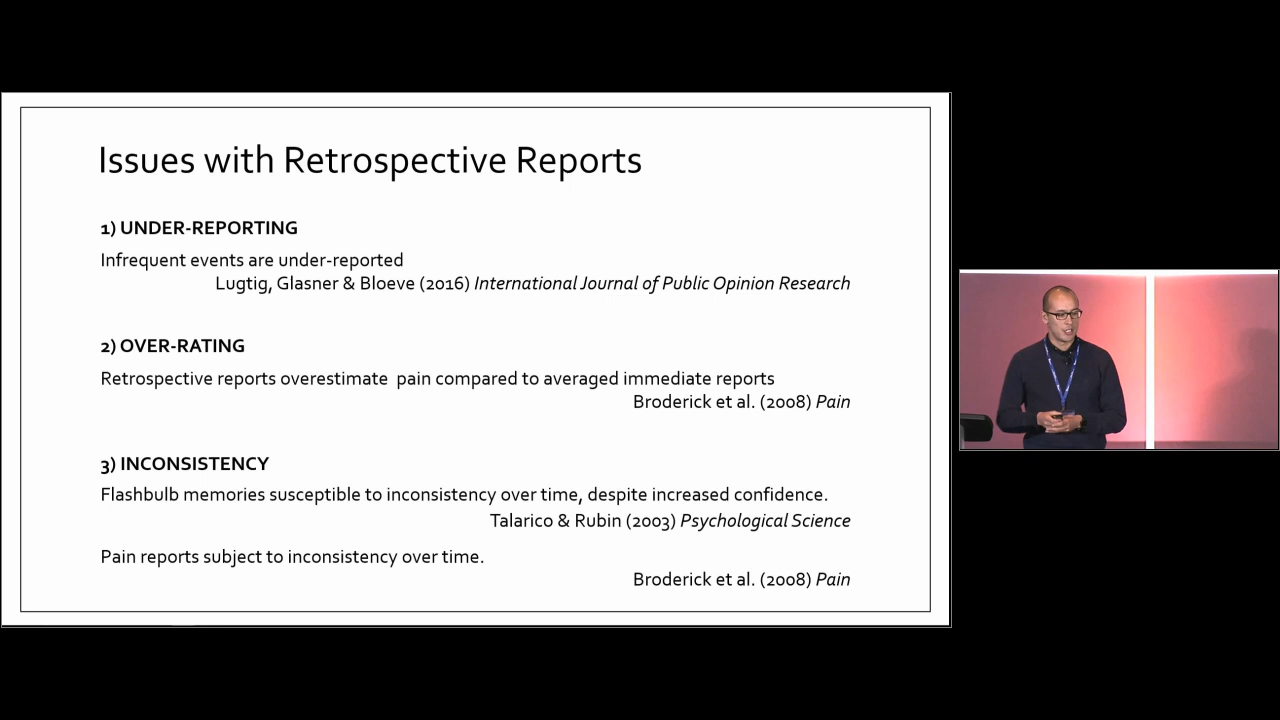 Issues with Retrospective Reports
1) UNDER-REPORTING
Infrequent events are under-reported
Lugtig, Glasner & Bloeve (2016) International Journal of Public Opinion Research
2) OVER-RATING
Retrospective reports overestimate  pain compared to averaged immediate reports
Broderick et al. (2008) Pain
3) INCONSISTENCY
Flashbulb memories susceptible to inconsistency over time, despite increased confidence.
Talarico & Rubin (2003) Psychological Science
Pain reports subject to inconsistency over time.
Broderick et al. (2008) Pain